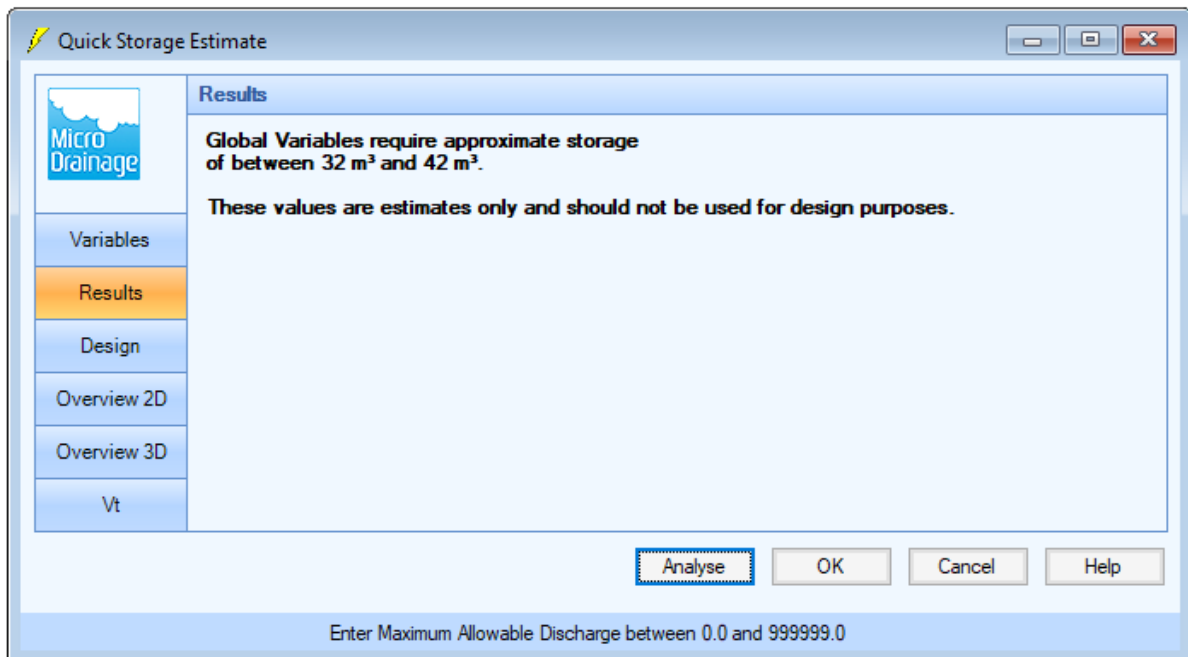 Quick Storage Estimate
Micro
Drainage
Results
Global Variables require approximate storage
of between 32 m³ and 42 m³.
These values are estimates only and should not be used for design purposes.
Variables
Results
Design
Overview 2D
Overview 3D
Vt
Analyse
OK
Cancel
Help
Enter Maximum Allowable Discharge between 0.0 and 999999.0